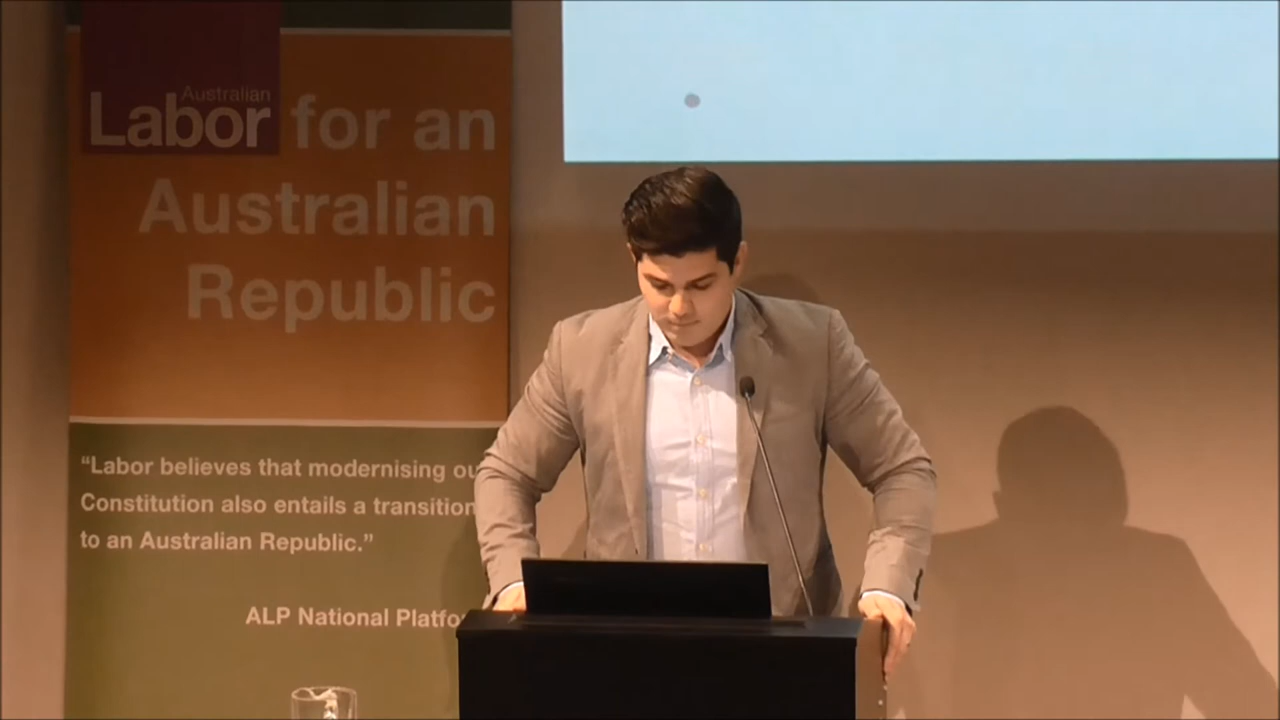 Australian
Labor for an
Australian
Republic
“Labor believes that modernising ou
Constitution also entails a transition
to an Australian Republic.”
ALP National Platfo